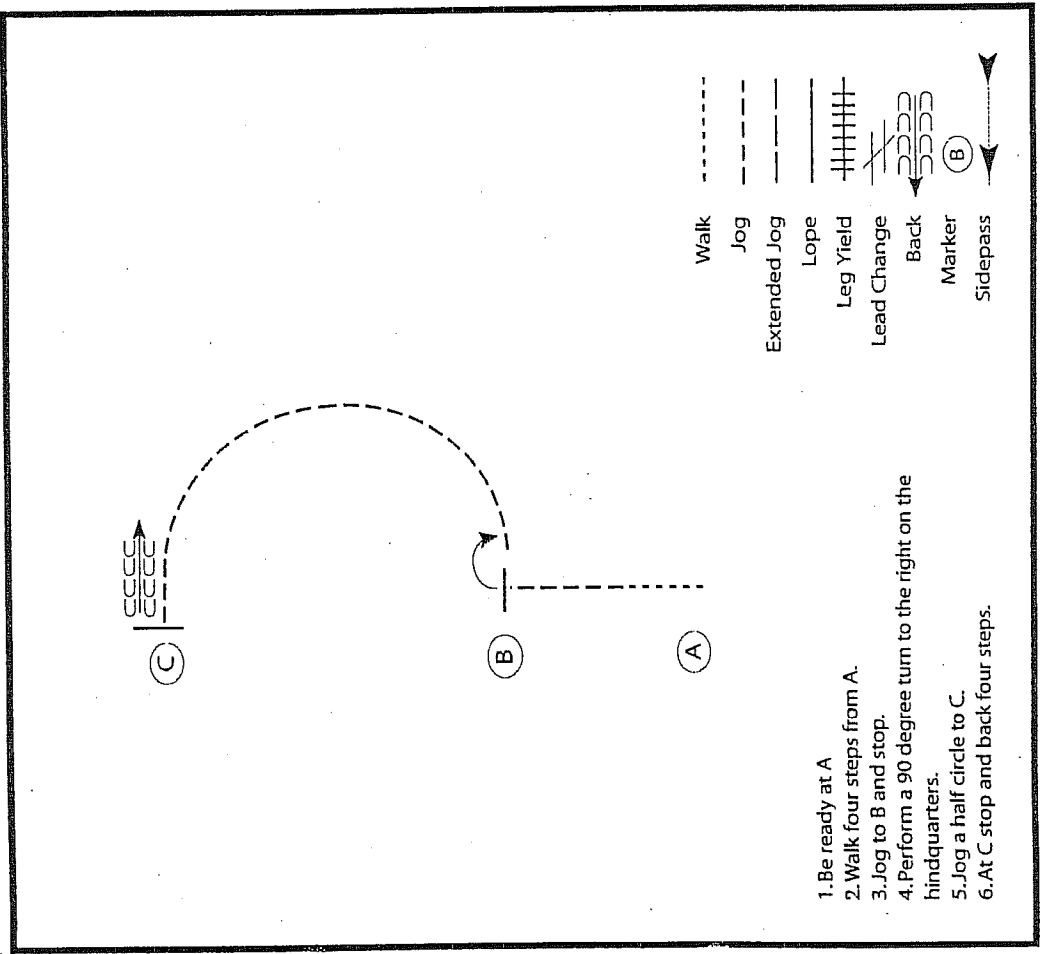 C
B
A
1.Be ready at A
2.Walk four steps from A.
3.Jog to B and stop.
4.Perform a 90 degree turn to the right on the
hindquarters.
5.Jog a half circle to C.
6.At C stop and back four steps.
Walk
Jog
Extended Jog
Lope
Leg Yield
Lead Change
Back
Marker B
Sidepass